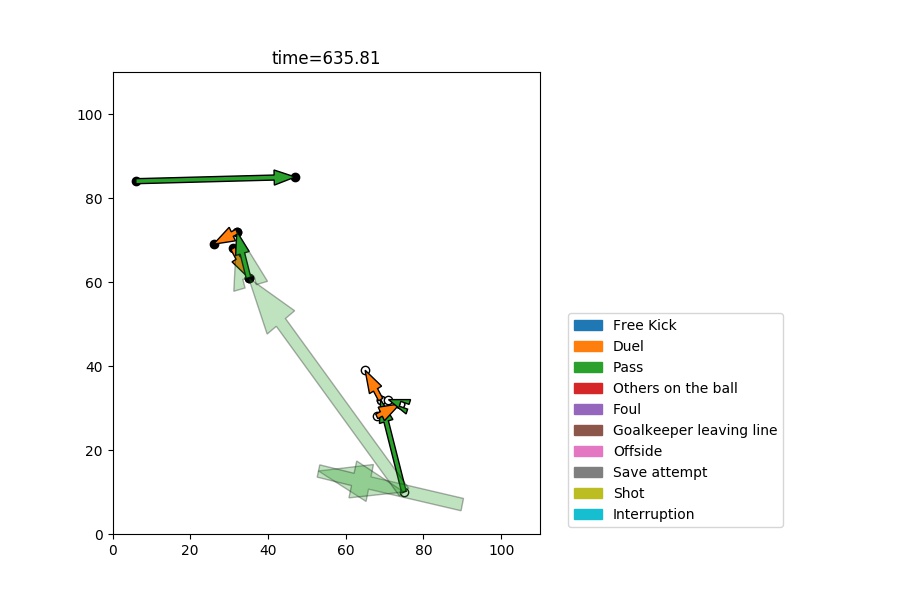 time=635.81
100
80
60
40
20
0
0 20 40 60 80 100
Free Kick
Duel
Pass
Others on the ball
Foul
Goalkeeper leaving line
Offside
Save attempt
Shot
Interruption